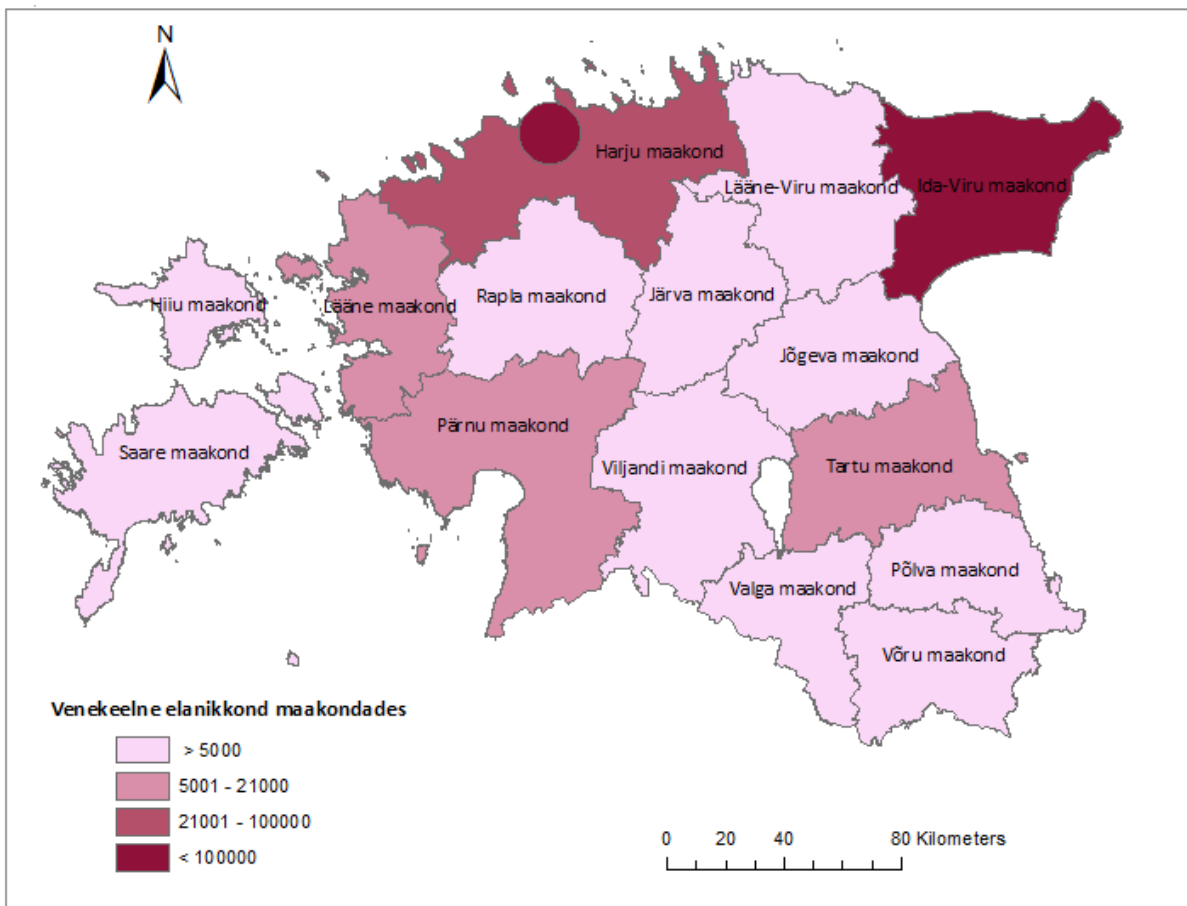 N
Harju maakond
Lääne-Viru maakond
Ida-Viru maakond
Hiiu maakond
Lääne maakond
Rapla maakond
Järva maakond
Jõgeva maakond
Saare maakond
Pärnu maakond
Viljandi maakond
Tartu maakond
Valga maakond
Põlva maakond
Võru maakond
Venekeelne elanikkond maakondades
> 5000
5001 - 21000
21001 - 100000
< 100000
0 20 40 80 Kilometers